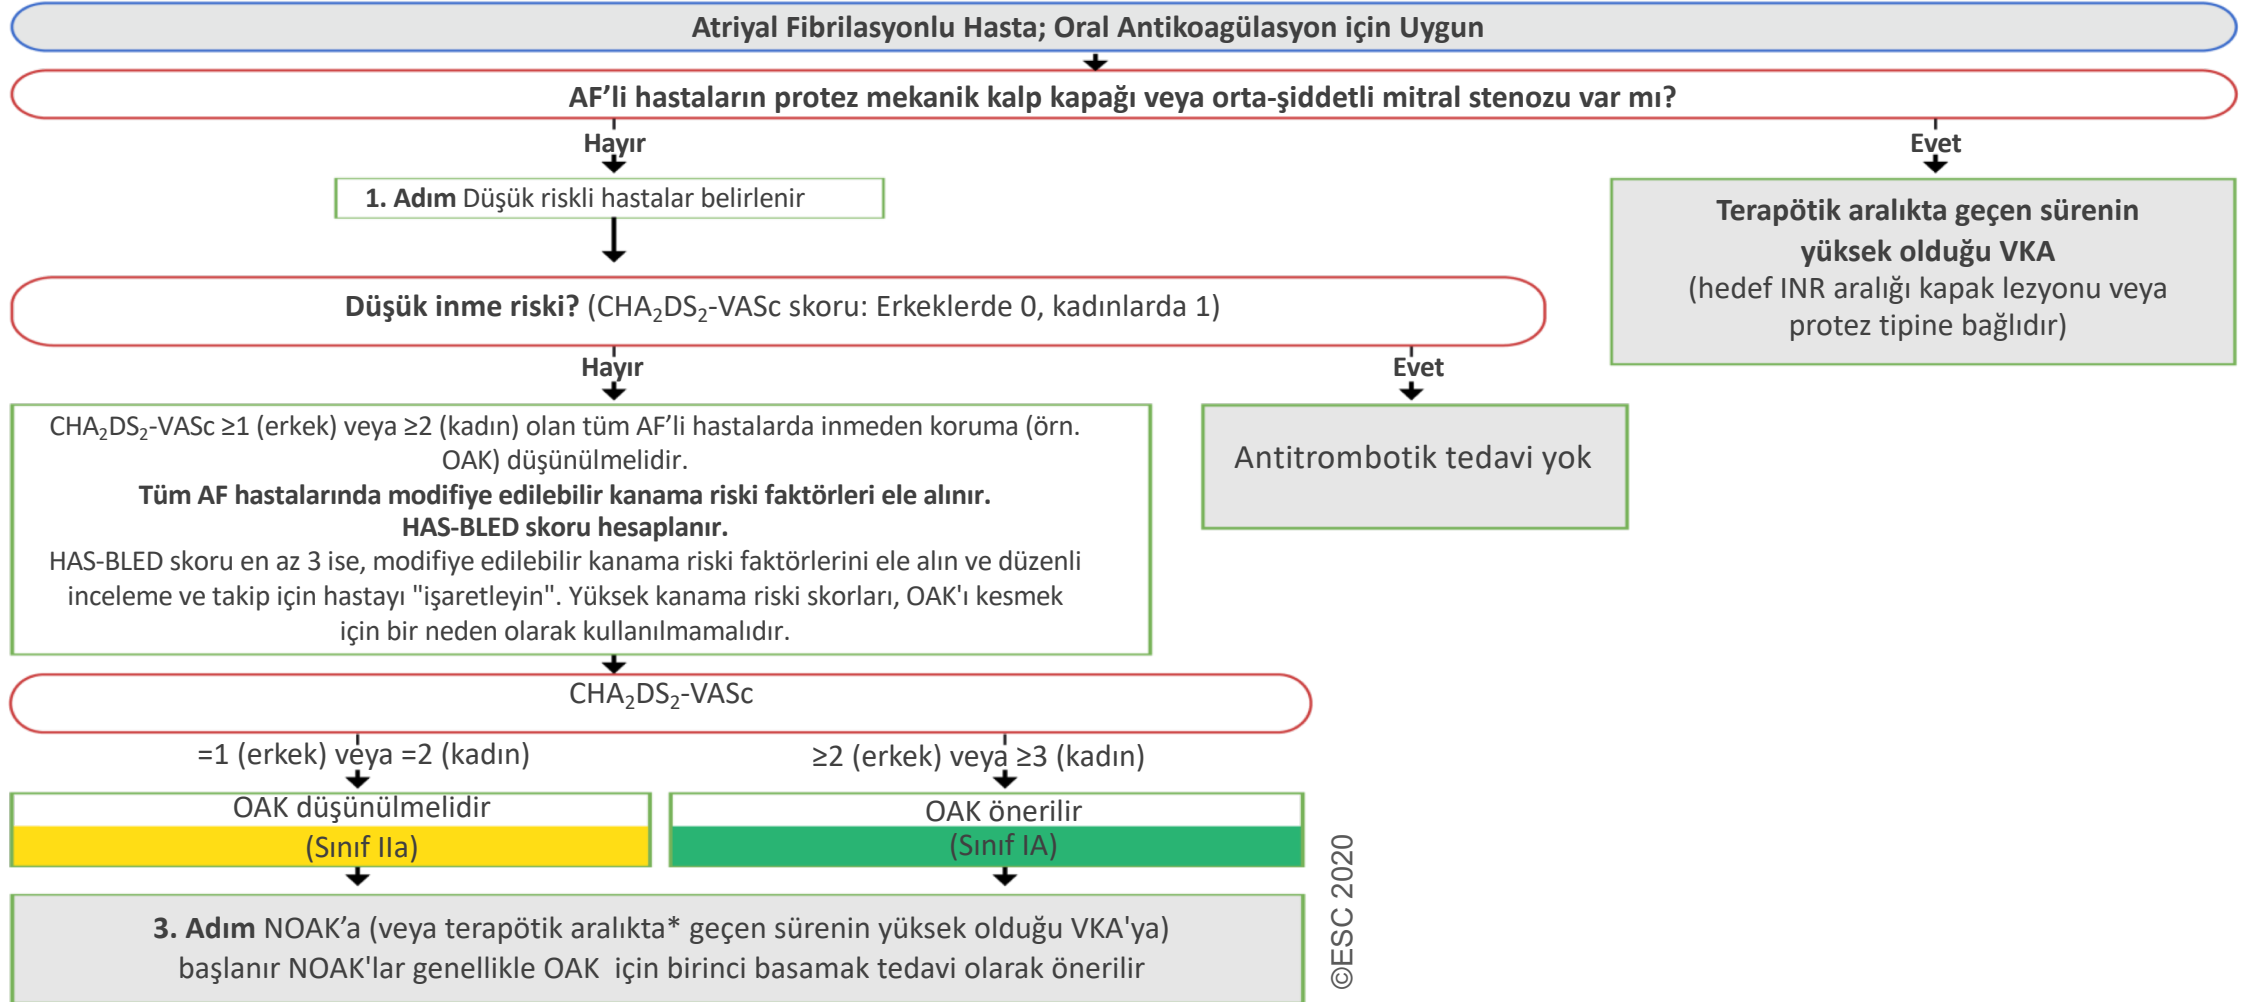 Atriyal Fibrilasyonlu Hasta; Oral Antikoagülasyon için Uygun
AF’li hastaların protez mekanik kalp kapağı veya orta-şiddetli mitral stenozu var mı?
Hayır
Evet
1. Adım Düşük riskli hastalar belirlenir
Terapötik aralıkta geçen sürenin
yüksek olduğu VKA
(hedef INR aralığı kapak lezyonu veya
protez tipine bağlıdır)
Düşük inme riski? (CHA₂DS₂-VASc skoru: Erkeklerde 0, kadınlarda 1)
Hayır
Evet
CHA₂DS₂-VASc ≥1 (erkek) veya ≥2 (kadın) olan tüm AF’li hastalarda inmeden koruma (örn.
OAK) düşünülmelidir.
Tüm AF hastalarında modifiye edilebilir kanama riski faktörleri ele alınır.
HAS-BLED skoru hesaplanır.
HAS-BLED skoru en az 3 ise, modifiye edilebilir kanama riski faktörlerini ele alın ve düzenli
inceleme ve takip için hastayı "işaretleyin". Yüksek kanama riski skorları, OAK'ı kesmek
için bir neden olarak kullanılmamalıdır.
Antitrombotik tedavi yok
CHA₂DS₂-VASc
=1 (erkek) veya =2 (kadın)
≥2 (erkek) veya ≥3 (kadın)
OAK düşünülmelidir
(Sınıf IIa)
OAK önerilir
(Sınıf IA)
3. Adım NOAK’a (veya terapötik aralıkta* geçen sürenin yüksek olduğu VKA'ya)
başlanır NOAK'lar genellikle OAK için birinci basamak tedavi olarak önerilir
©ESC 2020